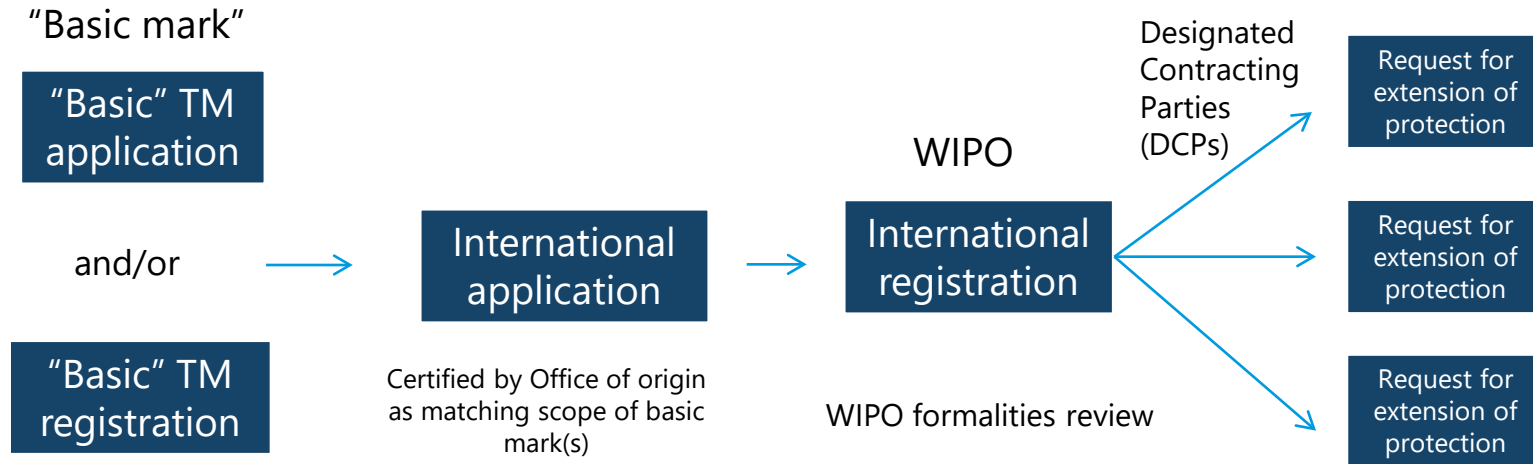 “Basic mark”
“Basic” TM
application
and/or
“Basic” TM
registration
International
application
Certified by Office of origin
as matching scope of basic
mark(s)
WIPO
International
registration
WIPO formalities review
Designated
Contracting
Parties
(DCPs)
Request for
extension of
protection
Request for
extension of
protection
Request for
extension of
protection